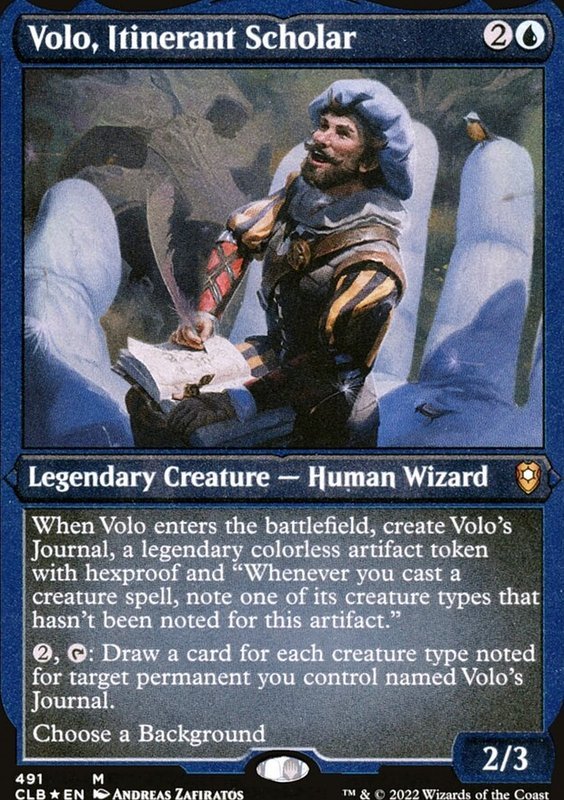 Volo, Itinerant Scholar 2
Legendary Creature — Human Wizard
When Volo enters the battlefield, create Volo's
Journal, a legendary colorless artifact token
with hexproof and “Whenever you cast a
creature spell, note one of its creature types that
hasn't been noted for this artifact.”
2, : Draw a card for each creature type noted
for target permanent you control named Volo's
Journal.
Choose a Background
2/3
491 M
CLB★EN Andreas Zafiratos ™ & © 2022 Wizards of the Coast